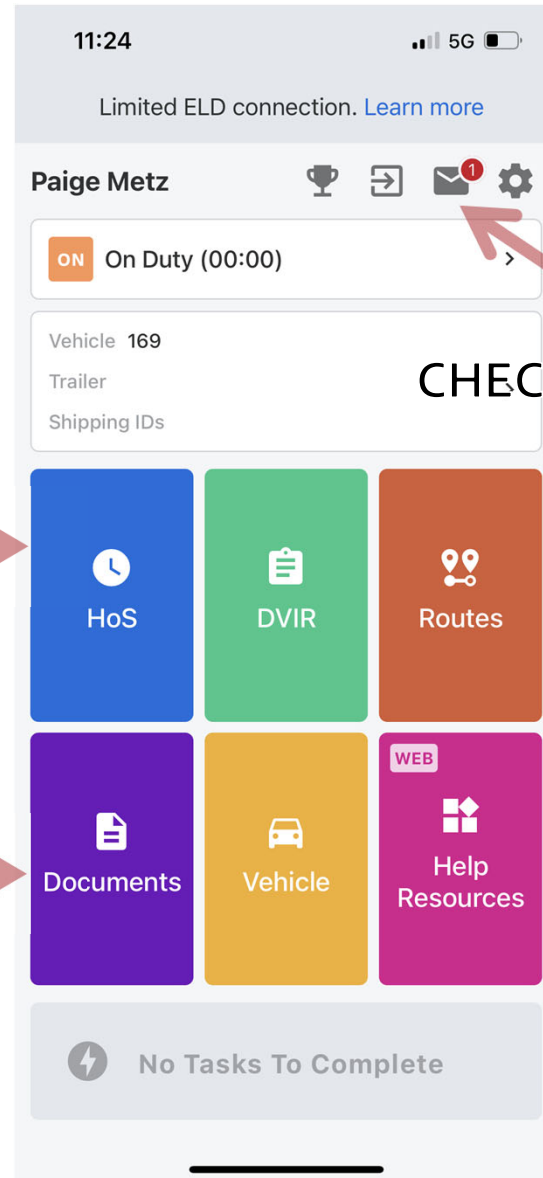 11:24
5G
Limited ELD connection. Learn more
Paige Metz
1
ON On Duty (00:00)
Vehicle 169
Trailer
CHEC
Shipping IDs
HoS
DVIR
Routes
WEB
Documents
Vehicle
Help
Resources
No Tasks To Complete